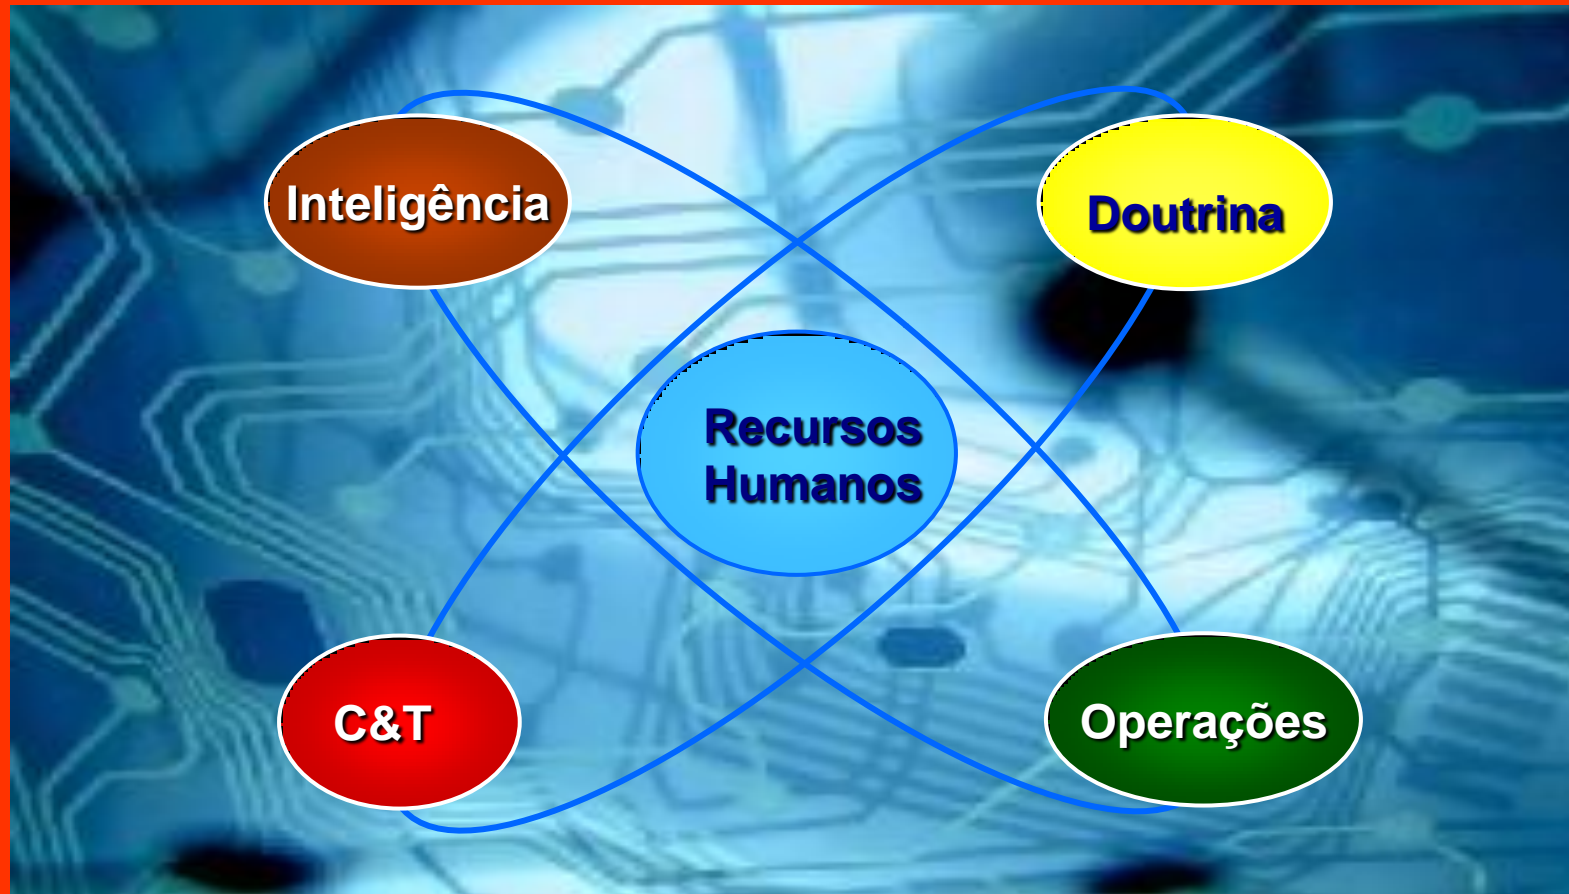 Inteligência
Doutrina
Recursos
Humanos
C&T
Operações